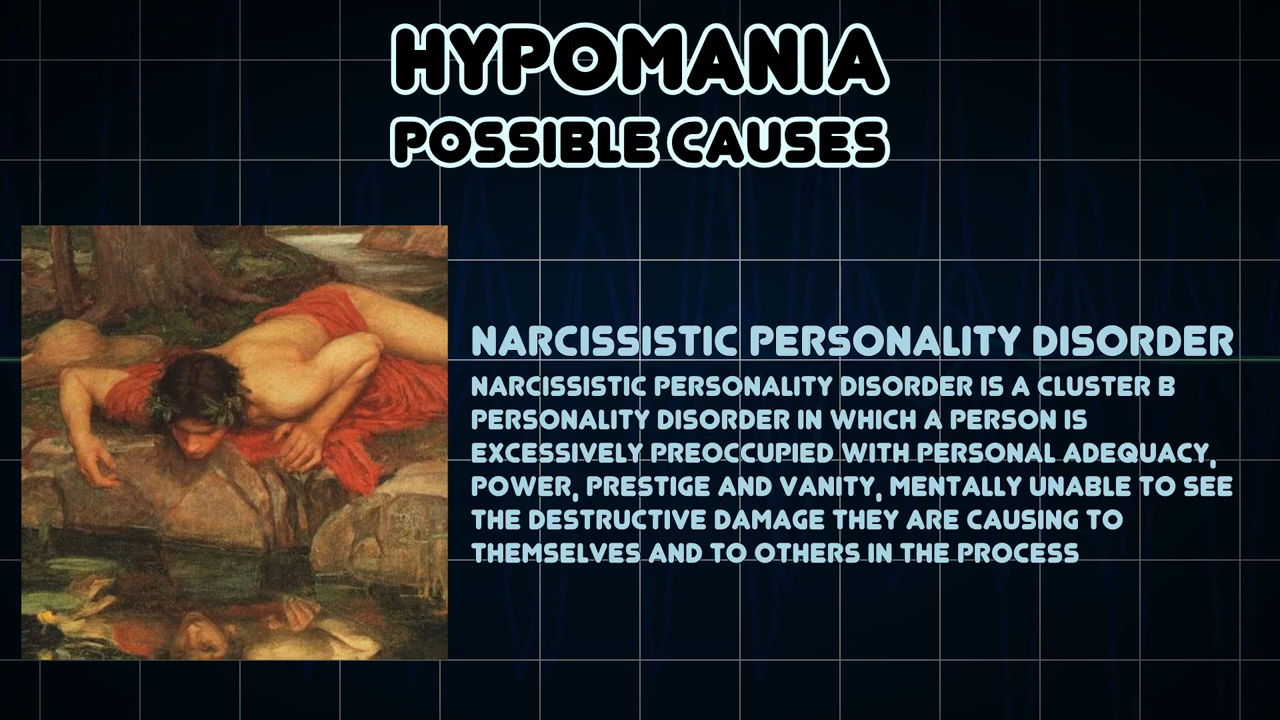 HYPOMANIA
POSSIBLE CAUSES
NARCISSISTIC PERSONALITY DISORDER
NARCISSISTIC PERSONALITY DISORDER IS A CLUSTER B
PERSONALITY DISORDER IN WHICH A PERSON IS
EXCESSIVELY PREOCCUPIED WITH PERSONAL ADEQUACY,
POWER, PRESTIGE AND VANITY, MENTALLY UNABLE TO SEE
THE DESTRUCTIVE DAMAGE THEY ARE CAUSING TO
THEMSELVES AND TO OTHERS IN THE PROCESS